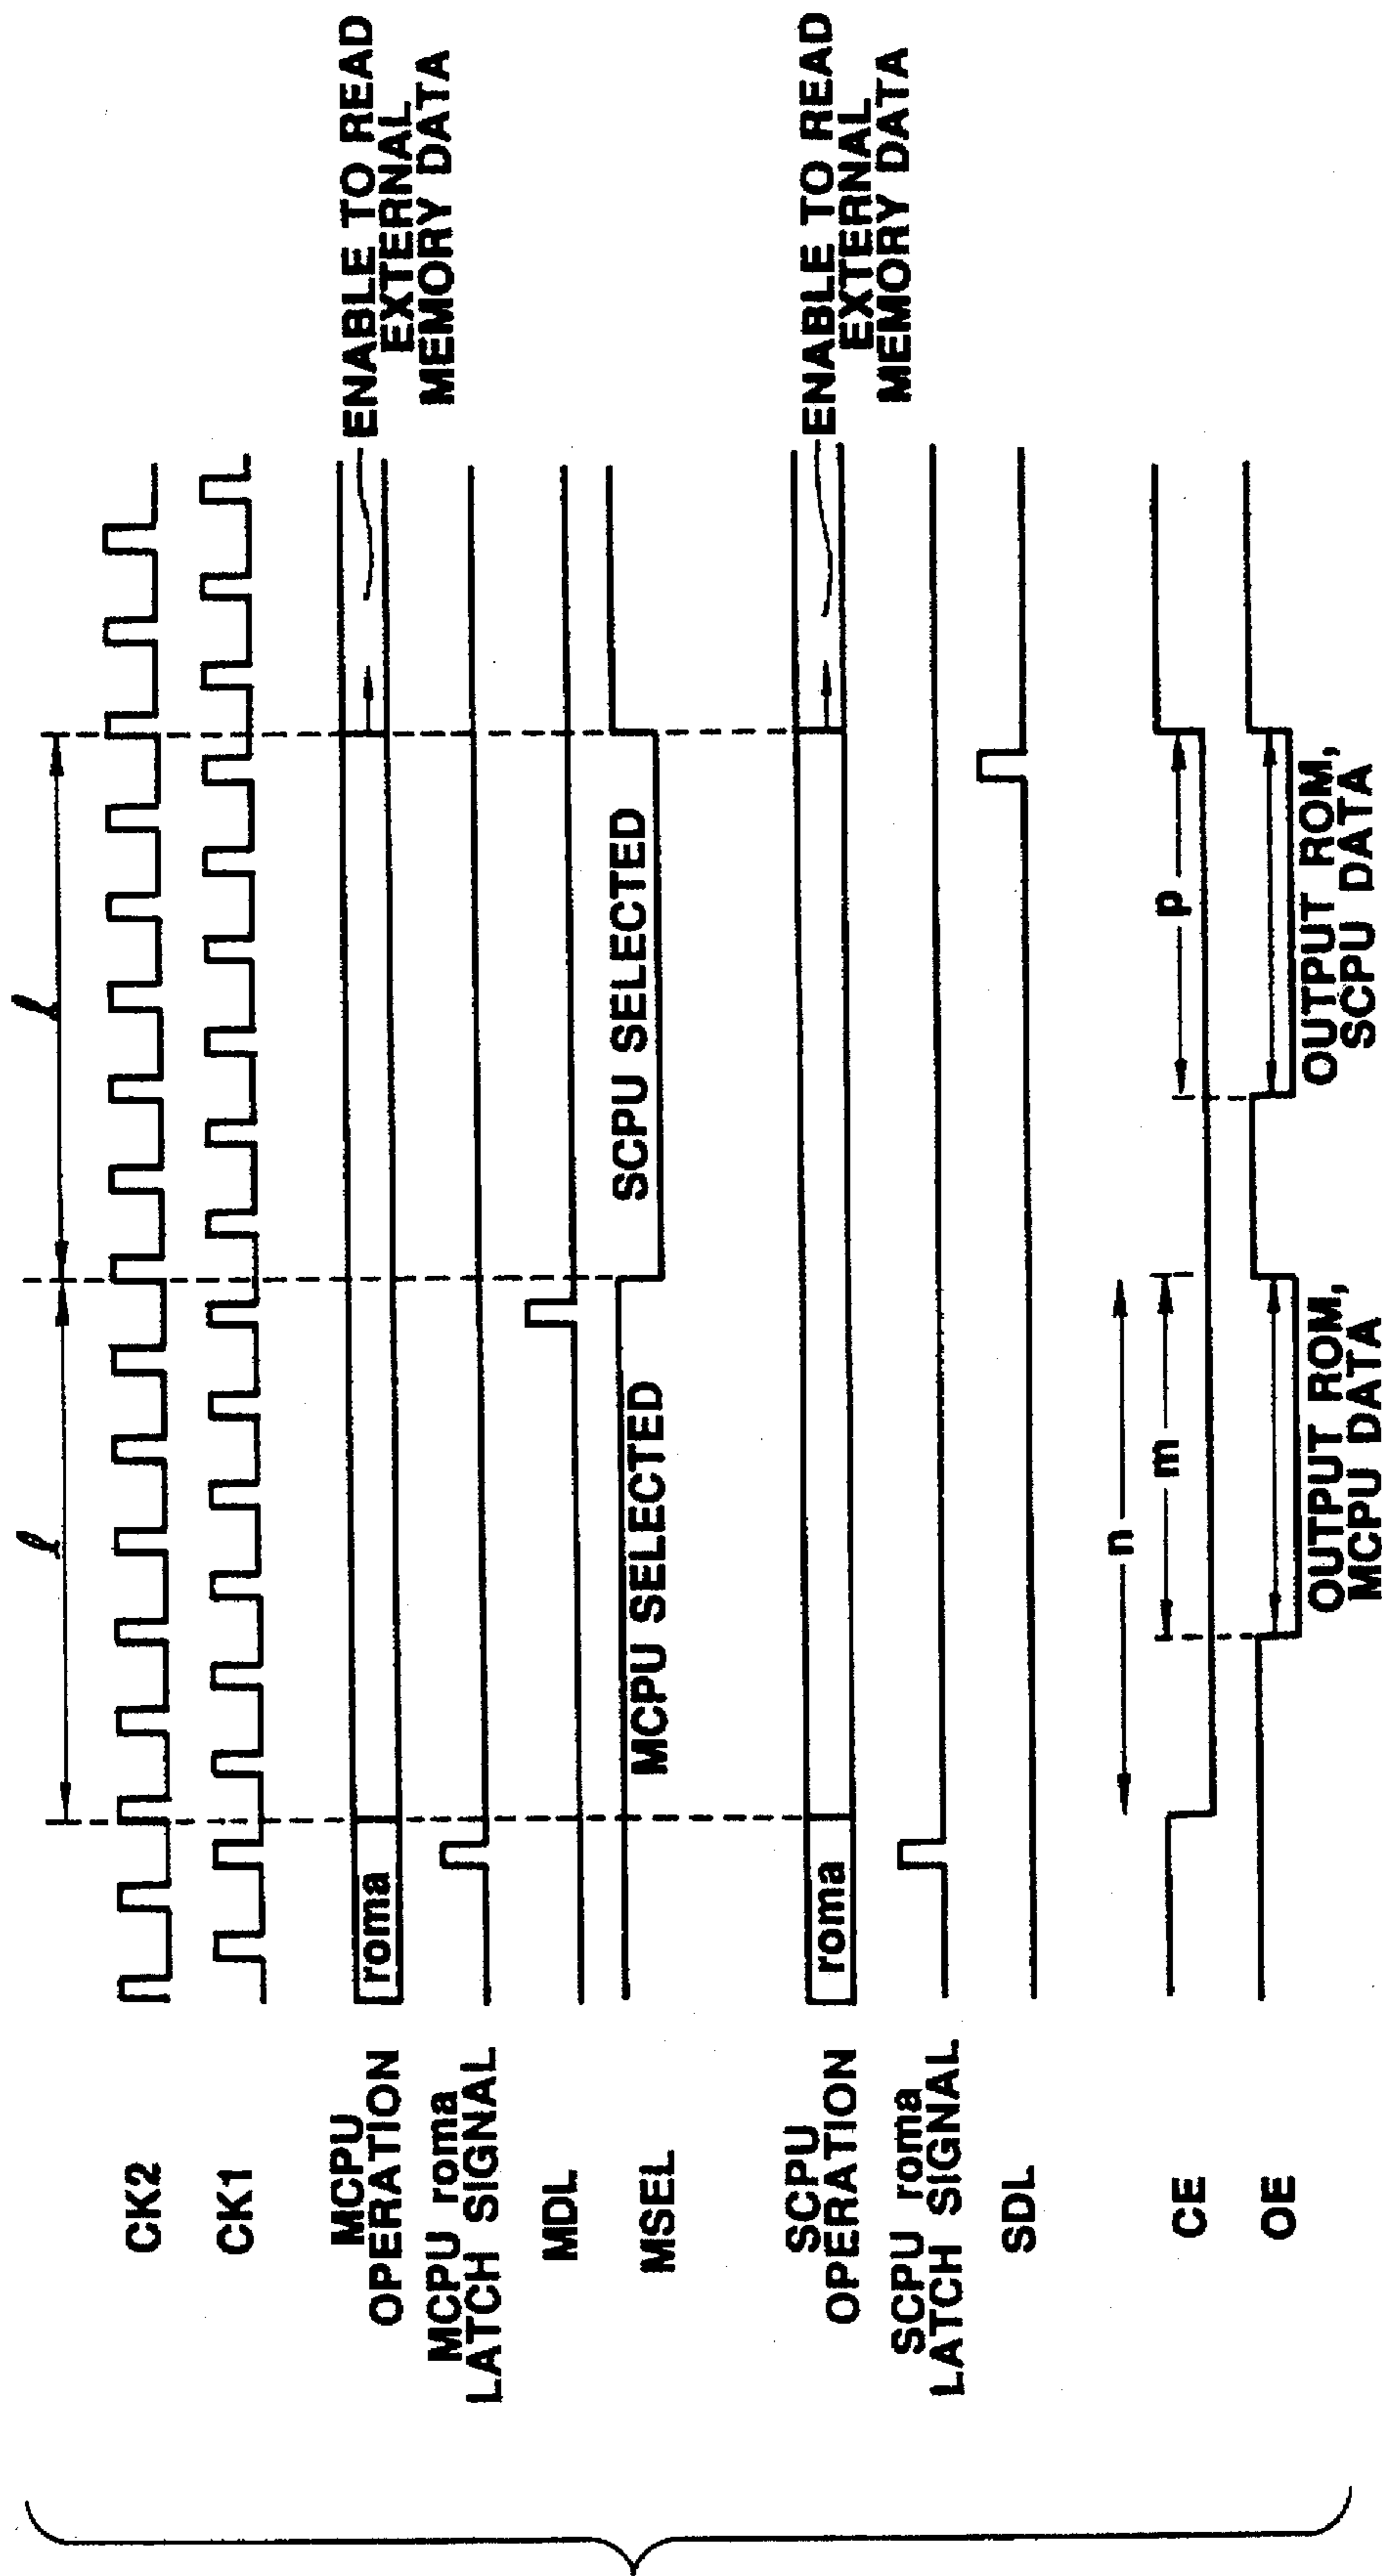 ℓ
ℓ
CK2
CK1
MCPU
OPERATION
roma
ENABLE TO READ
EXTERNAL
MEMORY DATA
MCPU roma
LATCH SIGNAL
MDL
MSEL
MCPU SELECTED
SCPU SELECTED
SCPU
OPERATION
roma
ENABLE TO READ
EXTERNAL
MEMORY DATA
SCPU roma
LATCH SIGNAL
SDL
n
m
p
CE
OE
OUTPUT ROM,
MCPU DATA
OUTPUT ROM,
SCPU DATA